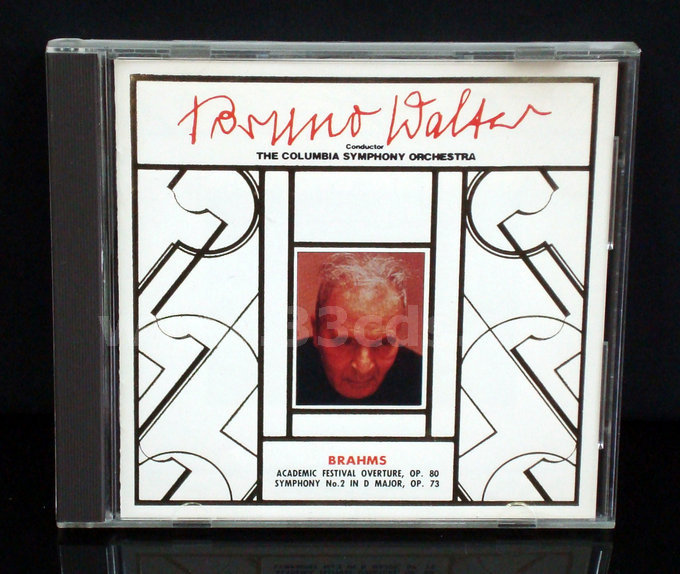 Bruno Walter
Conductor
THE COLUMBIA SYMPHONY ORCHESTRA
BRAHMS
ACADEMIC FESTIVAL OVERTURE, OP. 80
SYMPHONY No.2 IN D MAJOR, OP. 73